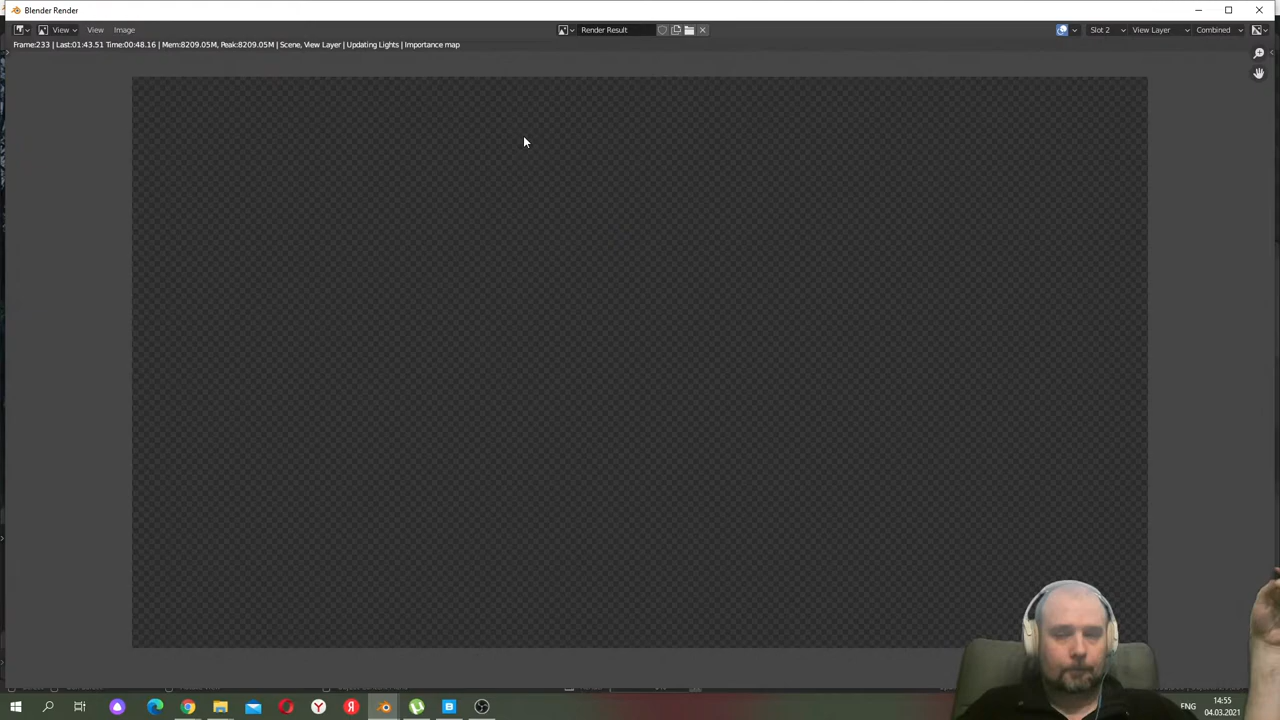 Blender Render
View View Image Render Result Slot 2 View Layer Combined
Frame:233 | Last:01:43.51 Time:00:48.16 | Mem:8209.05M, Peak:8209.05M | Scene, View Layer | Updating Lights | Importance map
ENG
14:55
04.03.2021